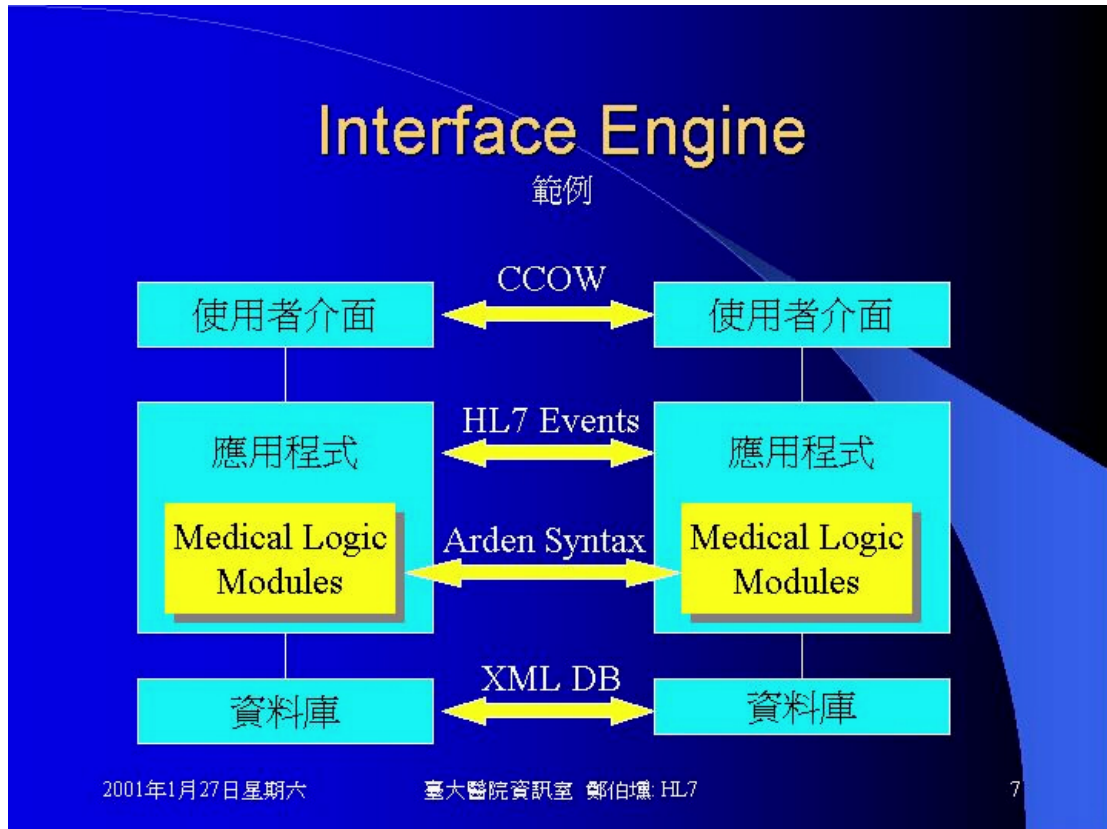 Interface Engine
範例
CCOW
使用者介面
使用者介面
HL7 Events
應用程式
應用程式
Medical Logic
Modules
Arden Syntax
Medical Logic
Modules
XML DB
資料庫
資料庫
2001年1月27日星期六
臺大醫院資訊室 鄭伯壎: HL7
7